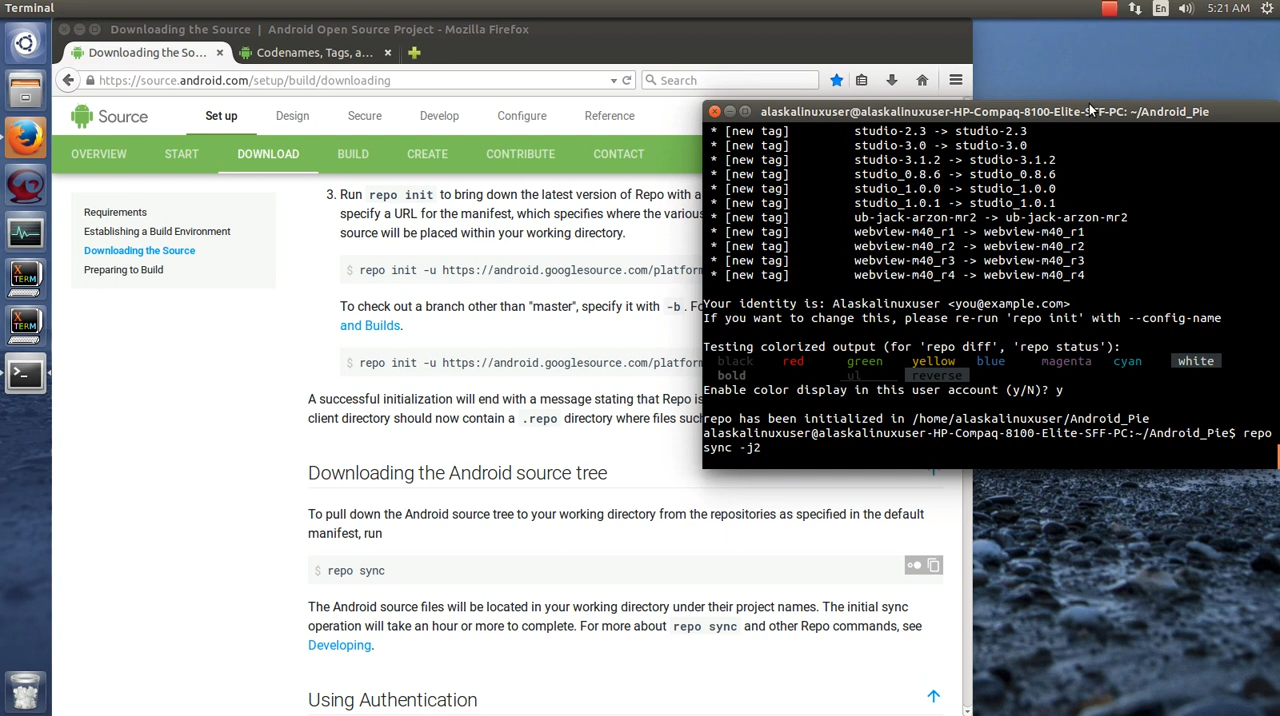 Terminal
En
5:21 AM
Downloading the Source | Android Open Source Project - Mozilla Firefox
Downloading the So... ×
Codenames, Tags, a... ×
https://source.android.com/setup/build/downloading
Search
Source
Set up
Design
Secure
Develop
Configure
Reference
OVERVIEW
START
DOWNLOAD
BUILD
CREATE
CONTRIBUTE
CONTACT
Requirements
Establishing a Build Environment
Downloading the Source
Preparing to Build
3. Run repo init to bring down the latest version of Repo with a
specify a URL for the manifest, which specifies where the various
source will be placed within your working directory.
$ repo init -u https://android.googlesource.com/platfor
To check out a branch other than "master", specify it with -b . Fo
and Builds.
$ repo init -u https://android.googlesource.com/platfor
A successful initialization will end with a message stating that Repo is
client directory should now contain a .repo directory where files suc
Downloading the Android source tree
To pull down the Android source tree to your working directory from the repositories as specified in the default
manifest, run
$ repo sync
The Android source files will be located in your working directory under their project names. The initial sync
operation will take an hour or more to complete. For more about repo sync and other Repo commands, see
Developing.
Using Authentication
alaskalinuxuser@alaskalinuxuser-HP-Compaq-8100-Elite-SFF-PC: ~/Android_Pie
* [new tag] studio-2.3 -> studio-2.3
* [new tag] studio-3.0 -> studio-3.0
* [new tag] studio-3.1.2 -> studio-3.1.2
* [new tag] studio_0.8.6 -> studio_0.8.6
* [new tag] studio_1.0.0 -> studio_1.0.0
* [new tag] studio_1.0.1 -> studio_1.0.1
* [new tag] ub-jack-arzon-mr2 -> ub-jack-arzon-mr2
* [new tag] webview-m40_r1 -> webview-m40_r1
* [new tag] webview-m40_r2 -> webview-m40_r2
* [new tag] webview-m40_r3 -> webview-m40_r3
* [new tag] webview-m40_r4 -> webview-m40_r4
Your identity is: Alaskalinuxuser <you@example.com>
If you want to change this, please re-run 'repo init' with --config-name
Testing colorized output (for 'repo diff', 'repo status'):
black red green yellow blue magenta cyan white
bold ul reverse
Enable color display in this user account (y/N)? y
repo has been initialized in /home/alaskalinuxuser/Android_Pie
alaskalinuxuser@alaskalinuxuser-HP-Compaq-8100-Elite-SFF-PC:~/Android_Pie$ repo
sync -j2
X
TERM
X
TERM